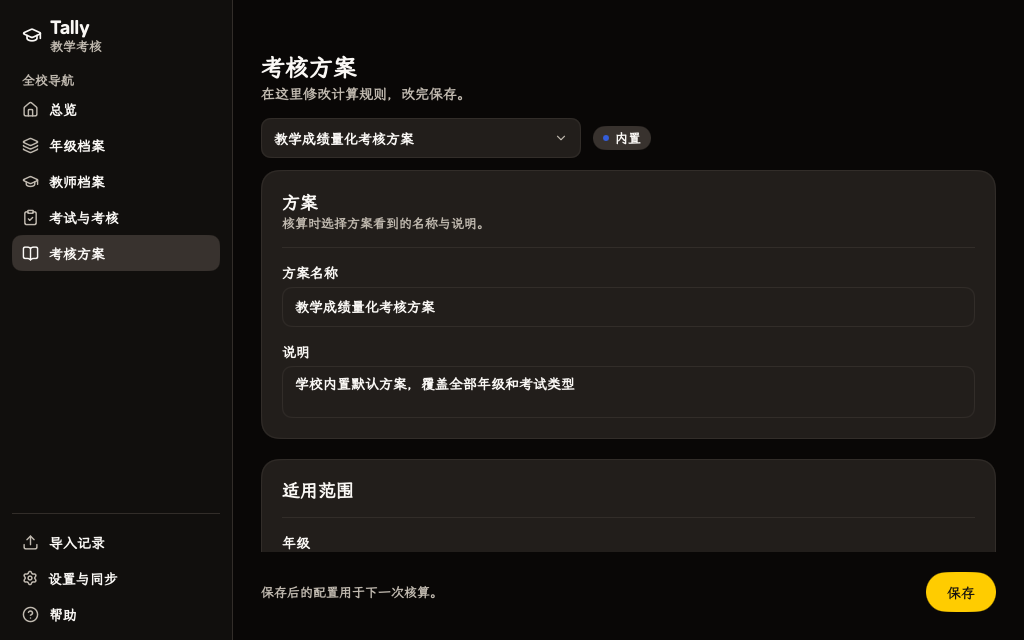 Tally
教学考核
全校导航
总览
年级档案
教师档案
考试与考核
考核方案
导入记录
设置与同步
帮助
考核方案
在这里修改计算规则，改完保存。
教学成绩量化考核方案
内置
方案
核算时选择方案看到的名称与说明。
方案名称
教学成绩量化考核方案
说明
学校内置默认方案，覆盖全部年级和考试类型
适用范围
年级
保存后的配置用于下一次核算。
保存